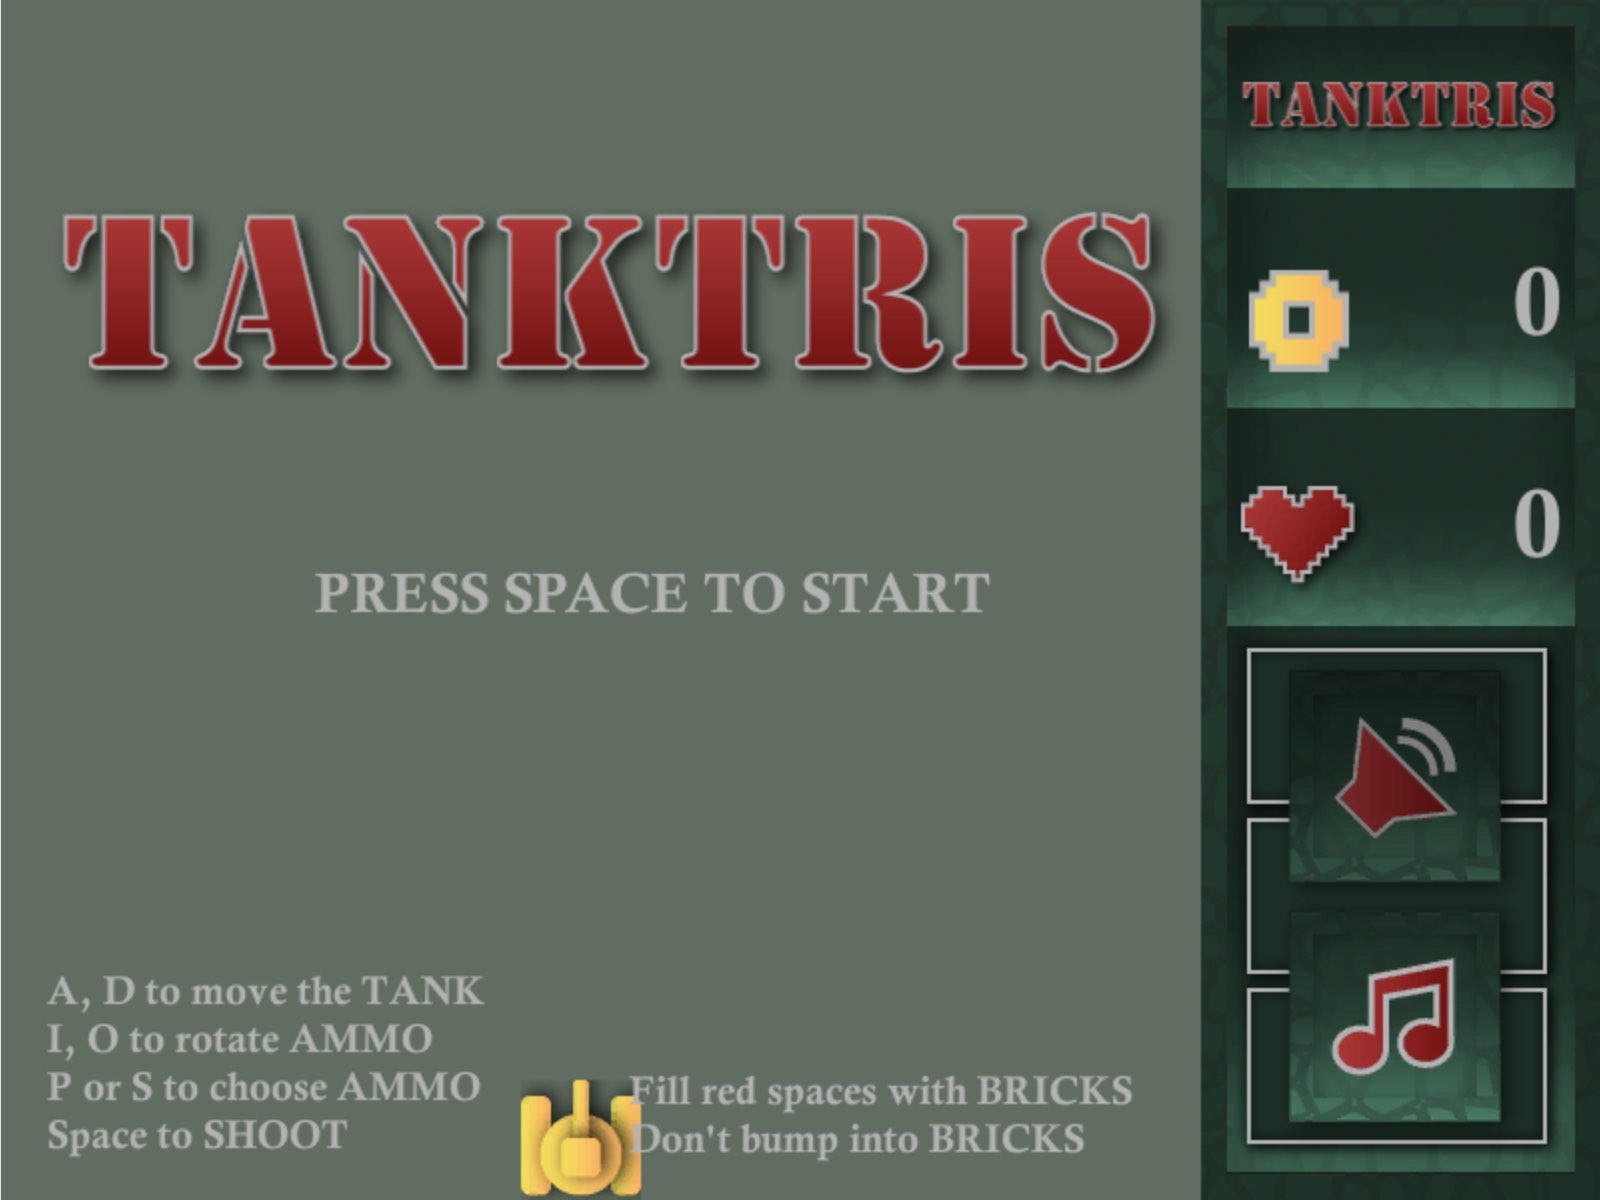 TANKTRIS
TANKTRIS
0
0
PRESS SPACE TO START
A, D to move the TANK
I, O to rotate AMMO
P or S to choose AMMO
Space to SHOOT
Fill red spaces with BRICKS
Don't bump into BRICKS